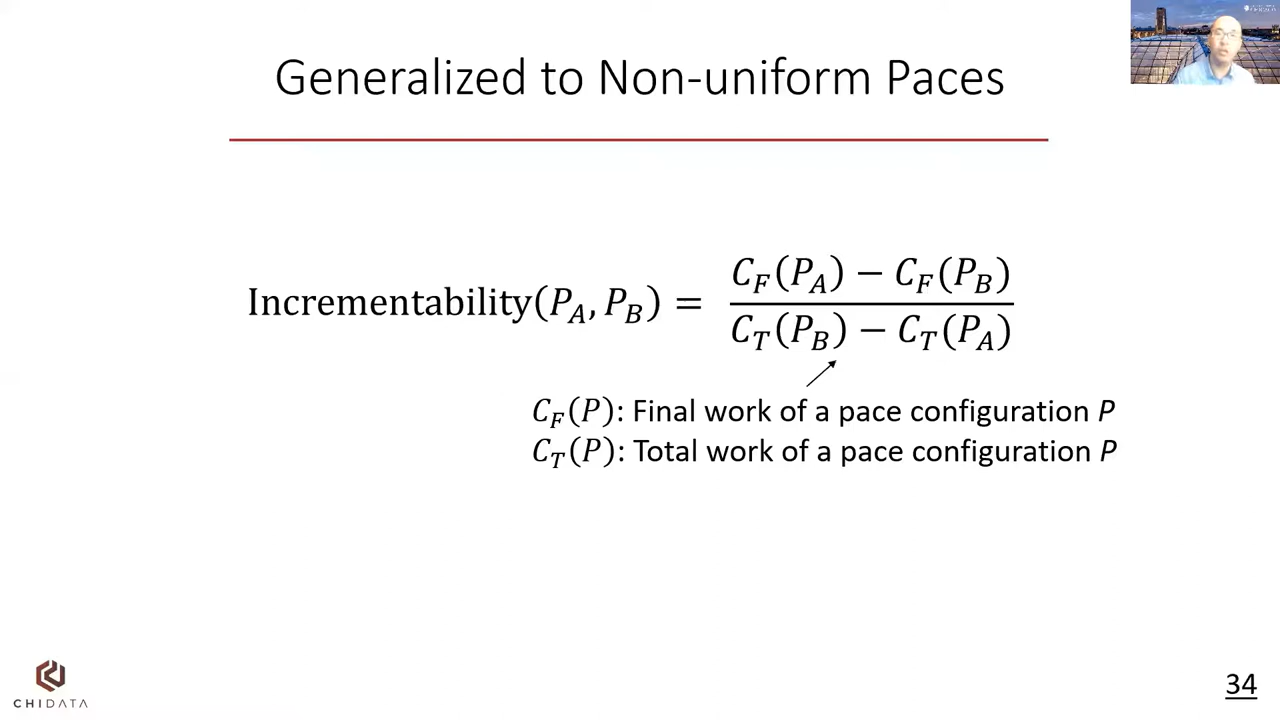 Generalized to Non-uniform Paces
Incrementability(P_A, P_B) = \frac{C_F(P_A) − C_F(P_B)}{C_T(P_B) − C_T(P_A)}
C_F(P): Final work of a pace configuration P
C_T(P): Total work of a pace configuration P
CHIDATA
34